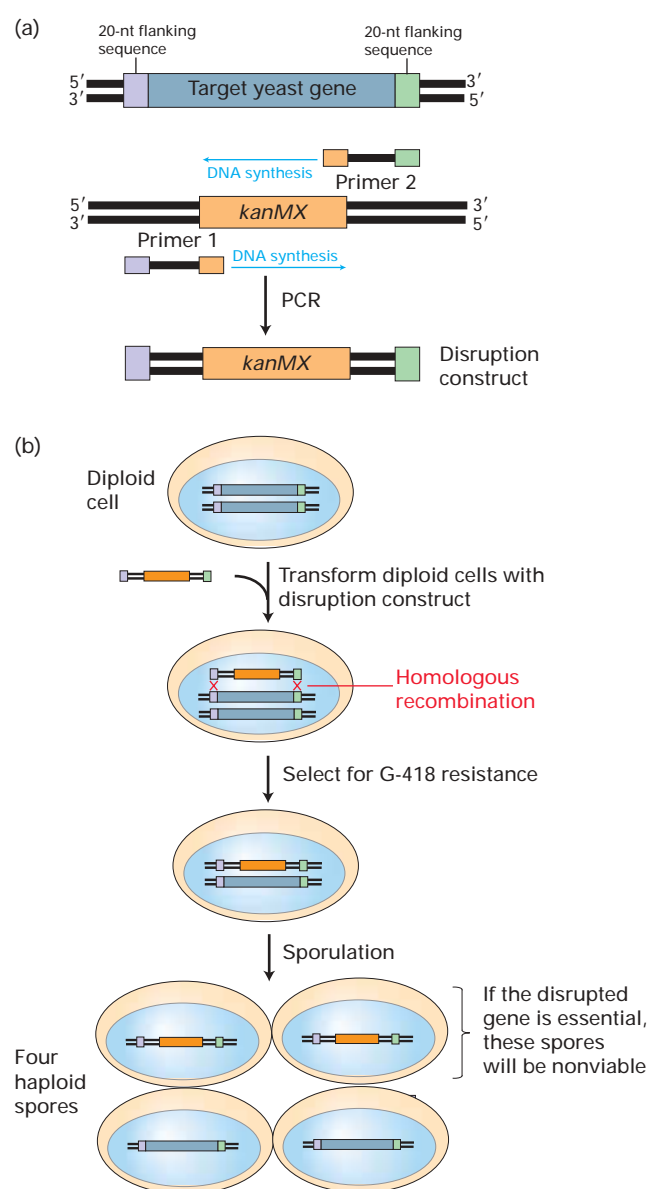 (a)
20-nt flanking
sequence
20-nt flanking
sequence
5′
3′
Target yeast gene
3′
5′
DNA synthesis
Primer 2
5′
3′
kanMX
3′
5′
Primer 1
DNA synthesis
PCR
kanMX
Disruption
construct
(b)
Diploid
cell
Transform diploid cells with
disruption construct
Homologous
recombination
Select for G-418 resistance
Sporulation
Four
haploid
spores
If the disrupted
gene is essential,
these spores
will be nonviable